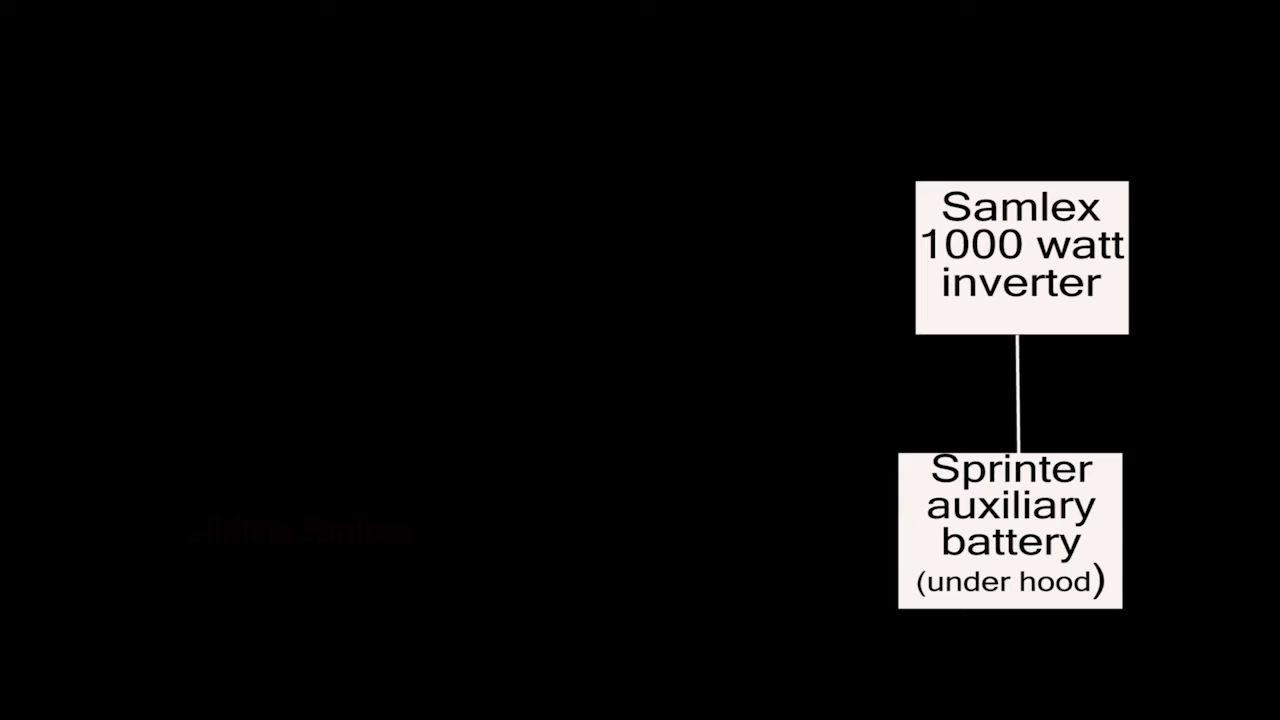 Samlex
1000 watt
inverter
Sprinter
auxiliary
battery
(under hood)